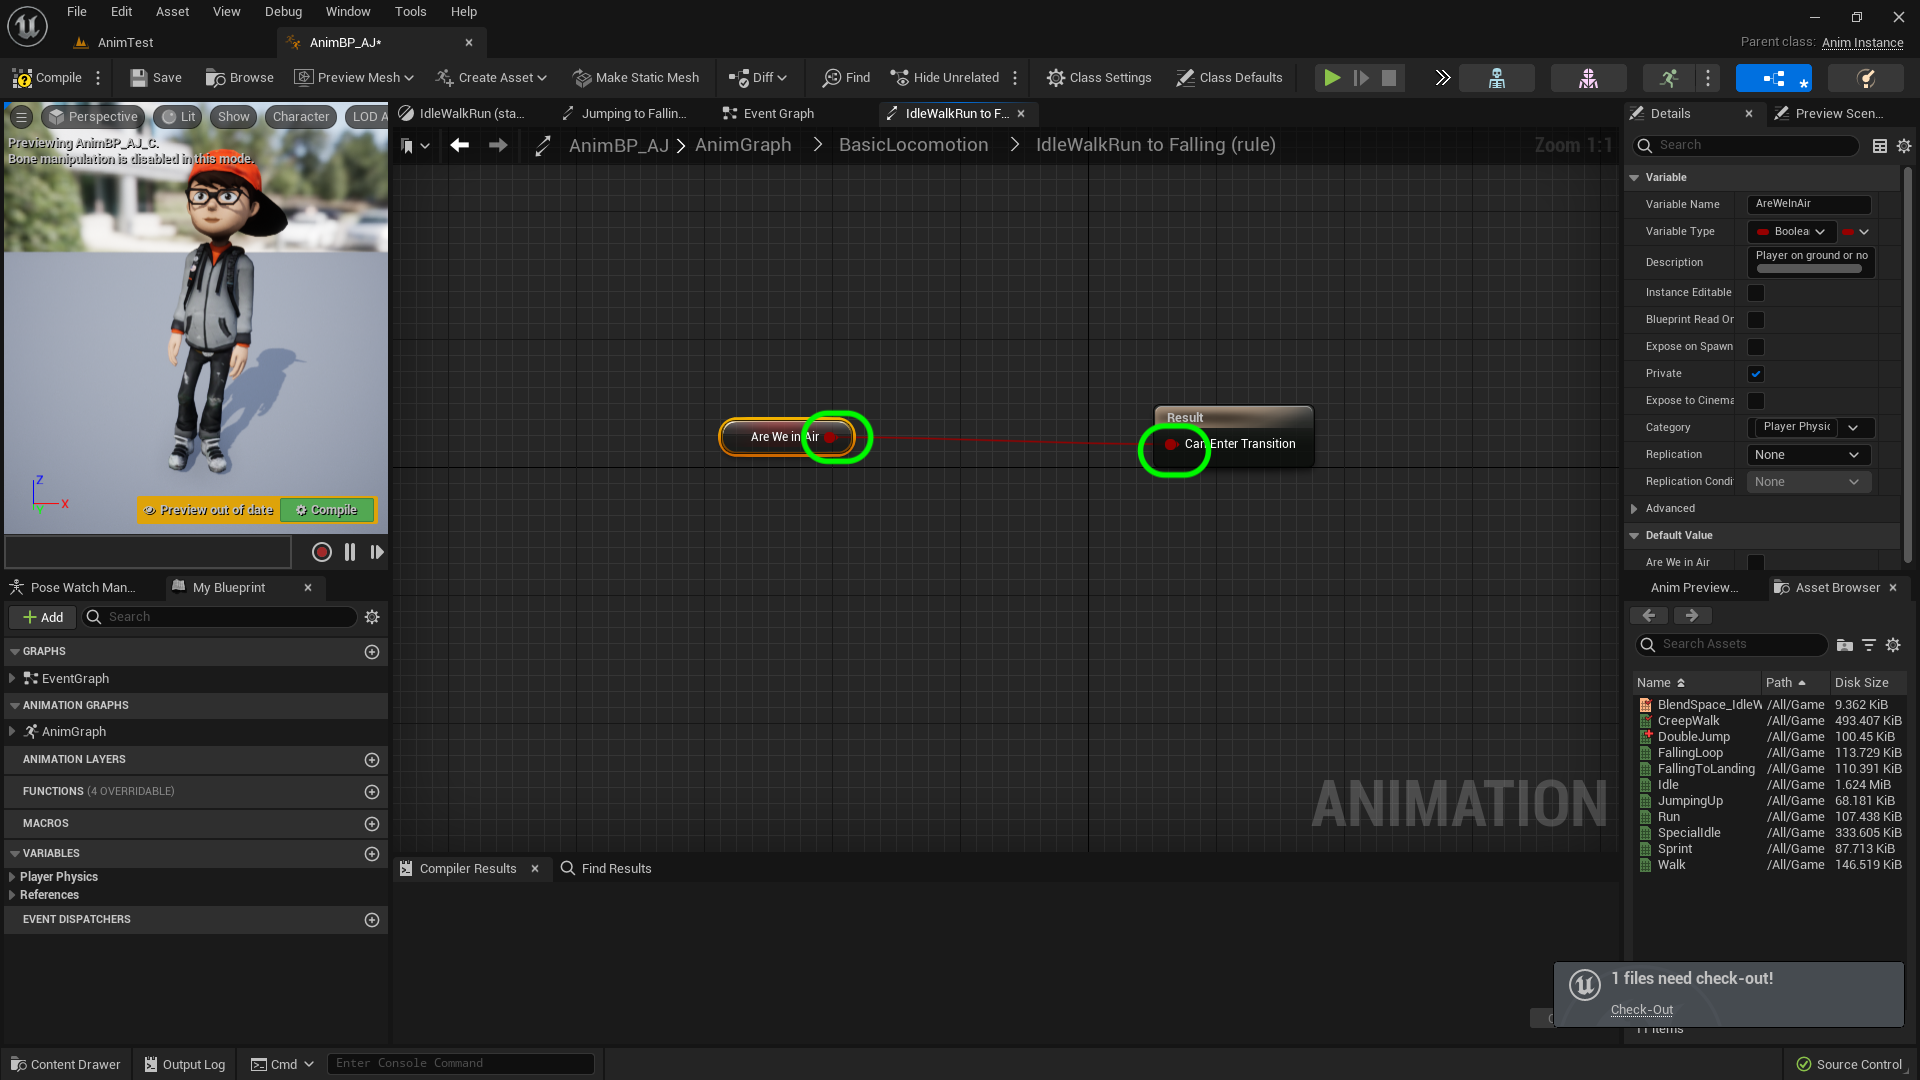 File Edit Asset View Debug Window Tools Help
AnimTest
AnimBP_AJ*
Parent class: Anim Instance
Compile
Save
Browse
Preview Mesh
Create Asset
Make Static Mesh
Diff
Find
Hide Unrelated
Class Settings
Class Defaults
Perspective
Lit
Show
Character
LOD A
Previewing AnimBP_AJ_C.
Bone manipulation is disabled in this mode.
Z
X
Y
Preview out of date
Compile
IdleWalkRun (sta...
Jumping to Fallin...
Event Graph
IdleWalkRun to F...
AnimBP_AJ > AnimGraph > BasicLocomotion > IdleWalkRun to Falling (rule)
Zoom 1:1
Are We in Air
Result
Can Enter Transition
ANIMATION
Pose Watch Man...
My Blueprint
Add
Search
GRAPHS
EventGraph
ANIMATION GRAPHS
AnimGraph
ANIMATION LAYERS
FUNCTIONS (4 OVERRIDABLE)
MACROS
VARIABLES
Player Physics
References
EVENT DISPATCHERS
Compiler Results
Find Results
Details
Preview Scen...
Search
Variable
Variable Name AreWeInAir
Variable Type Boolea
Description Player on ground or no
Instance Editable
Blueprint Read Or
Expose on Spawn
Private
Expose to Cinema
Category Player Physic
Replication None
Replication Condi None
Advanced
Default Value
Are We in Air
Anim Preview...
Asset Browser
Search Assets
Name Path Disk Size
BlendSpace_IdleW /All/Game 9.362 KiB
CreepWalk /All/Game 493.407 KiB
DoubleJump /All/Game 100.45 KiB
FallingLoop /All/Game 113.729 KiB
FallingToLanding /All/Game 110.391 KiB
Idle /All/Game 1.624 MiB
JumpingUp /All/Game 68.181 KiB
Run /All/Game 107.438 KiB
SpecialIdle /All/Game 333.605 KiB
Sprint /All/Game 87.713 KiB
Walk /All/Game 146.519 KiB
1 files need check-out!
Check-Out
11 items
Content Drawer
Output Log
Cmd
Enter Console Command
Source Control